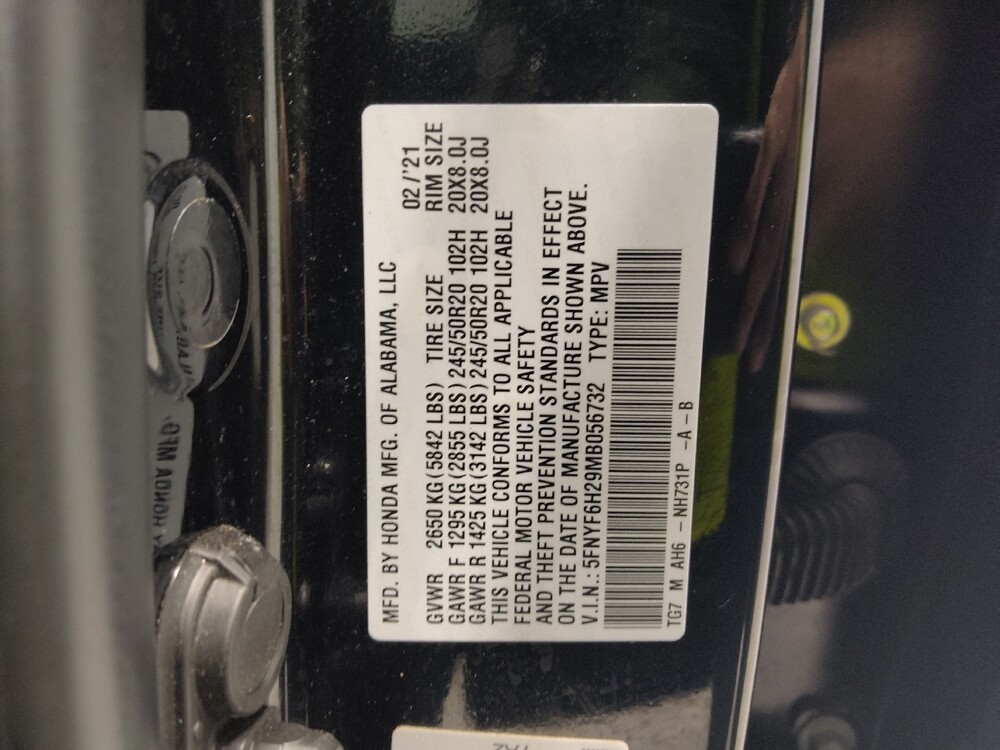 MFD. BY HONDA MFG. OF ALABAMA, LLC 02/'21
GVWR 2650 KG(5842 LBS) TIRE SIZE RIM SIZE
GAWR F 1295 KG(2855 LBS) 245/50R20 102H 20X8.0J
GAWR R 1425 KG(3142 LBS) 245/50R20 102H 20X8.0J
THIS VEHICLE CONFORMS TO ALL APPLICABLE
FEDERAL MOTOR VEHICLE SAFETY
AND THEFT PREVENTION STANDARDS IN EFFECT
ON THE DATE OF MANUFACTURE SHOWN ABOVE.
V.I.N.: 5FNYF6H29MB056732 TYPE: MPV
TG7 M AH6 - NH731P -A - B